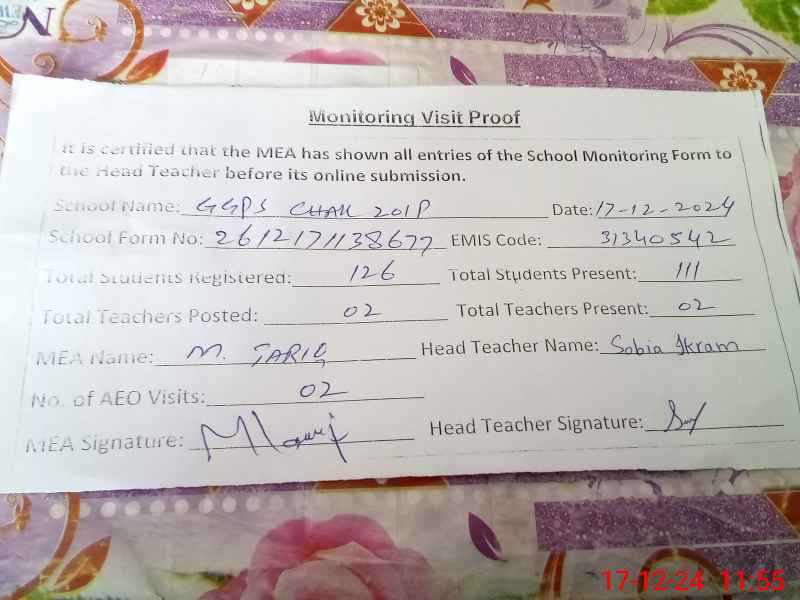 Monitoring Visit Proof
It is certified that the MEA has shown all entries of the School Monitoring Form to
the Head Teacher before its online submission.
School Name: GGPS CHAK 201P Date: 17-12-2024
School Form No: 2612171138677 EMIS Code: 31340542
Total Students Registered: 126 Total Students Present: 111
Total Teachers Posted: 02 Total Teachers Present: 02
MEA Name: M. TARIQ Head Teacher Name: Sobia Ikram
No. of AEO Visits: 02
MEA Signature: Head Teacher Signature:
17-12-24 11:55